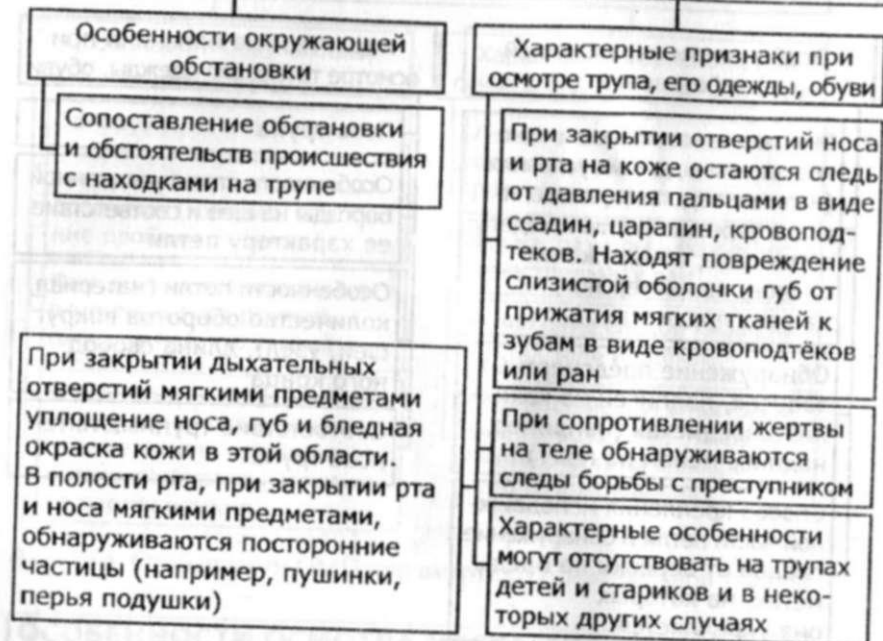 Особенности окружающей
обстановки
Сопоставление обстановки
и обстоятельств происшествия
с находками на трупе
Характерные признаки при
осмотре трупа, его одежды, обуви
При закрытии отверстий носа
и рта на коже остаются следы
от давления пальцами в виде
ссадин, царапин, кровопод-
теков. Находят повреждение
слизистой оболочки губ от
прижатия мягких тканей к
зубам в виде кровоподтёков
или ран
При закрытии дыхательных
отверстий мягкими предметами
уплощение носа, губ и бледная
окраска кожи в этой области.
В полости рта, при закрытии рта
и носа мягкими предметами,
обнаруживаются посторонние
частицы (например, пушинки,
перья подушки)
При сопротивлении жертвы
на теле обнаруживаются
следы борьбы с преступником
Характерные особенности
могут отсутствовать на трупах
детей и стариков и в неко-
торых других случаях